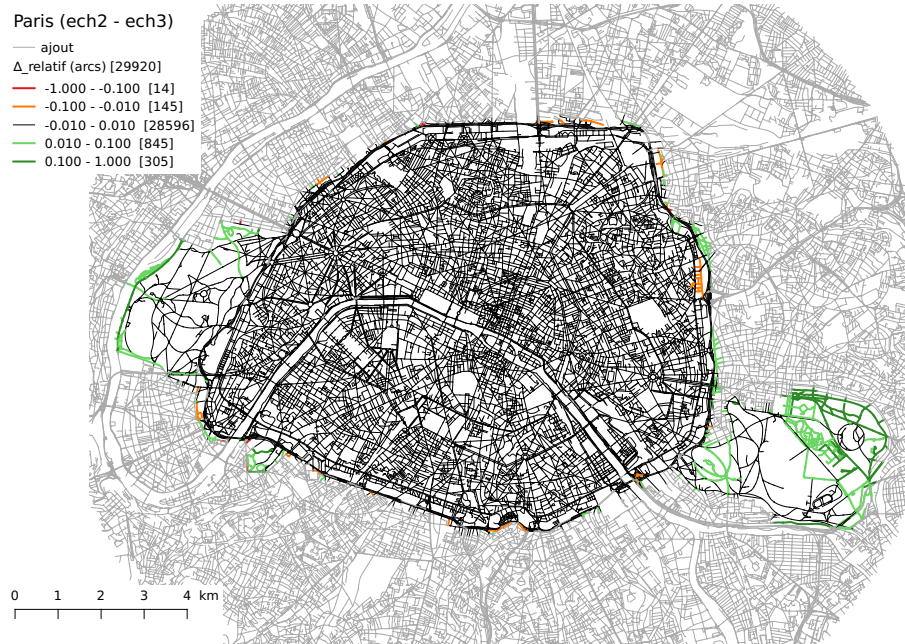 Paris (ech2 - ech3)
ajout
Δ_relatif (arcs) [29920]
-1.000 - -0.100 [14]
-0.100 - -0.010 [145]
-0.010 - 0.010 [28596]
0.010 - 0.100 [845]
0.100 - 1.000 [305]
0 1 2 3 4 km